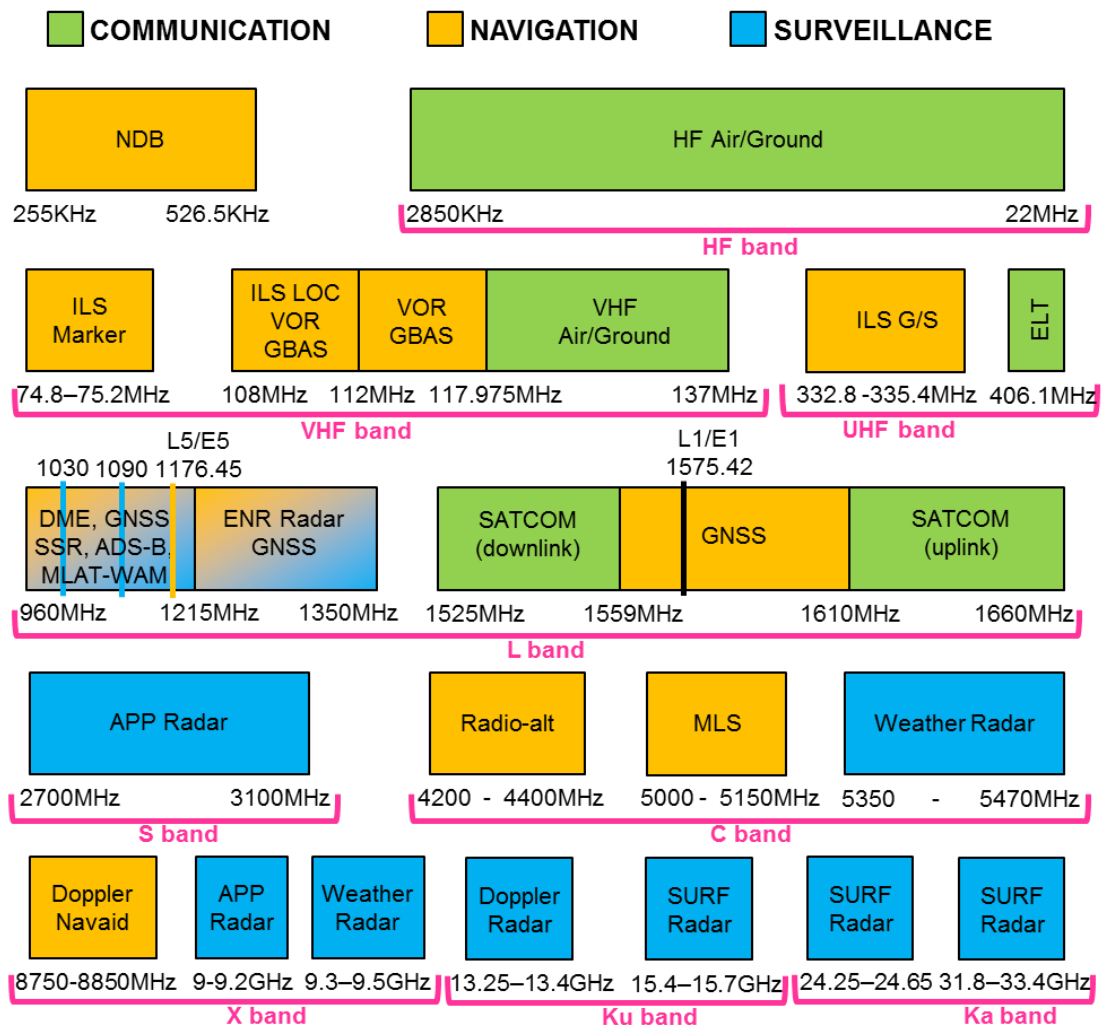 COMMUNICATION NAVIGATION SURVEILLANCE
NDB
HF Air/Ground
255KHz 526.5KHz 2850KHz 22MHz
HF band
ILS
Marker
ILS LOC
VOR
GBAS
VOR
GBAS
VHF
Air/Ground
ILS G/S
ELT
74.8–75.2MHz 108MHz 112MHz 117.975MHz 137MHz 332.8 -335.4MHz 406.1MHz
VHF band UHF band
L5/E5
1030 1090 1176.45
L1/E1
1575.42
DME, GNSS
SSR, ADS-B,
MLAT-WAM
ENR Radar
GNSS
SATCOM
(downlink)
GNSS
SATCOM
(uplink)
960MHz 1215MHz 1350MHz 1525MHz 1559MHz 1610MHz 1660MHz
L band
APP Radar
Radio-alt
MLS
Weather Radar
2700MHz 3100MHz 4200 - 4400MHz 5000 - 5150MHz 5350 - 5470MHz
S band C band
Doppler
Navaid
APP
Radar
Weather
Radar
Doppler
Radar
SURF
Radar
SURF
Radar
SURF
Radar
8750-8850MHz 9-9.2GHz 9.3–9.5GHz 13.25–13.4GHz 15.4–15.7GHz 24.25–24.65 31.8–33.4GHz
X band Ku band Ka band